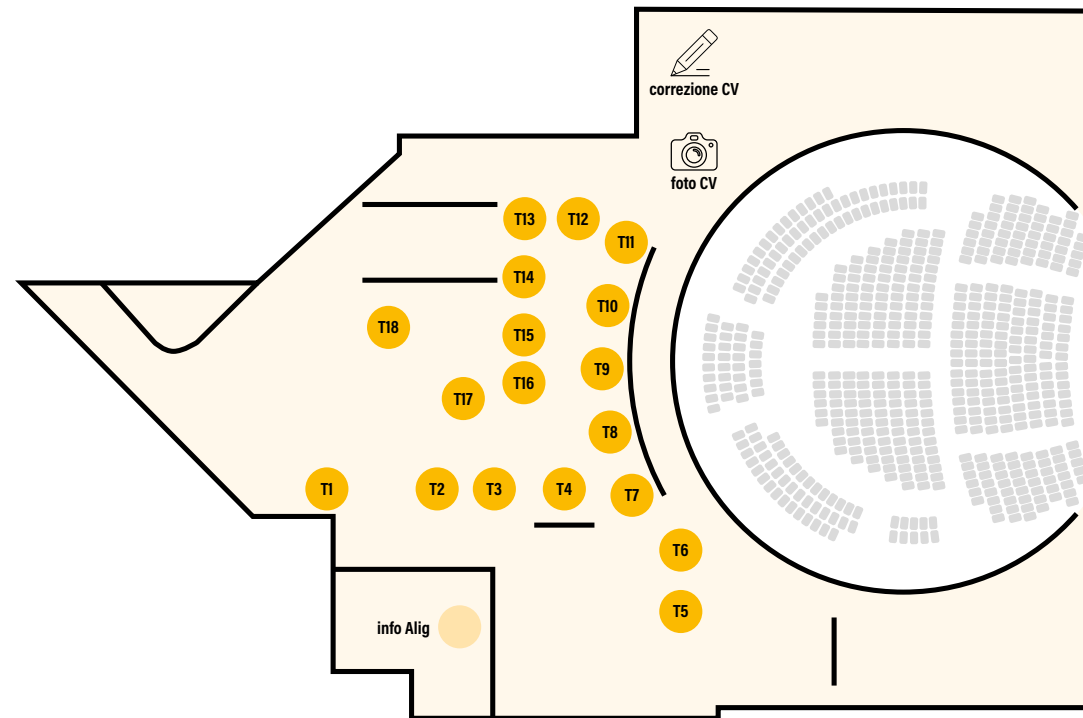 correzione CV
foto CV
T13
T12
T11
T14
T10
T18
T15
T9
T16
T17
T8
T1
T2
T3
T4
T7
T6
T5
info Alig